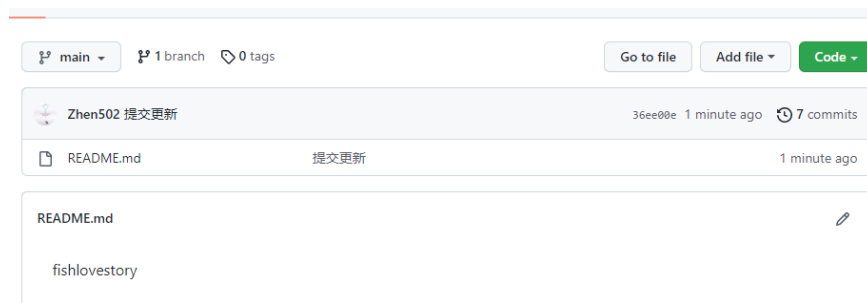 main 1 branch 0 tags Go to file Add file Code
Zhen502 提交更新 36ee00e 1 minute ago 7 commits
README.md 提交更新 1 minute ago
README.md
fishlovestory